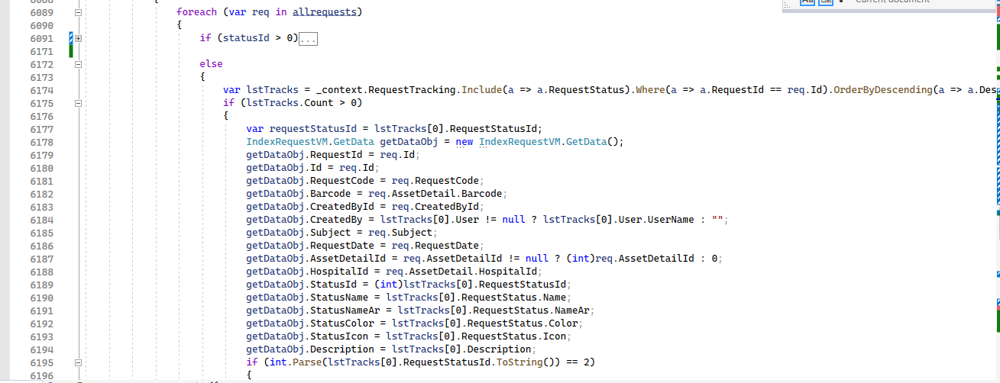 6088 {
Aa Current document
6089 foreach (var req in allrequests)
6090 {
6091 if (statusId > 0)...
6171
6172 else
6173 {
6174 var lstTracks = _context.RequestTracking.Include(a => a.RequestStatus).Where(a => a.RequestId == req.Id).OrderByDescending(a => a.Des
6175 if (lstTracks.Count > 0)
6176 {
6177 var requestStatusId = lstTracks[0].RequestStatusId;
6178 IndexRequestVM.GetData getDataObj = new IndexRequestVM.GetData();
6179 getDataObj.RequestId = req.Id;
6180 getDataObj.Id = req.Id;
6181 getDataObj.RequestCode = req.RequestCode;
6182 getDataObj.Barcode = req.AssetDetail.Barcode;
6183 getDataObj.CreatedById = req.CreatedById;
6184 getDataObj.CreatedBy = lstTracks[0].User != null ? lstTracks[0].User.UserName : "";
6185 getDataObj.Subject = req.Subject;
6186 getDataObj.RequestDate = req.RequestDate;
6187 getDataObj.AssetDetailId = req.AssetDetailId != null ? (int)req.AssetDetailId : 0;
6188 getDataObj.HospitalId = req.AssetDetail.HospitalId;
6189 getDataObj.StatusId = (int)lstTracks[0].RequestStatusId;
6190 getDataObj.StatusName = lstTracks[0].RequestStatus.Name;
6191 getDataObj.StatusNameAr = lstTracks[0].RequestStatus.NameAr;
6192 getDataObj.StatusColor = lstTracks[0].RequestStatus.Color;
6193 getDataObj.StatusIcon = lstTracks[0].RequestStatus.Icon;
6194 getDataObj.Description = lstTracks[0].Description;
6195 if (int.Parse(lstTracks[0].RequestStatusId.ToString()) == 2)
6196 {